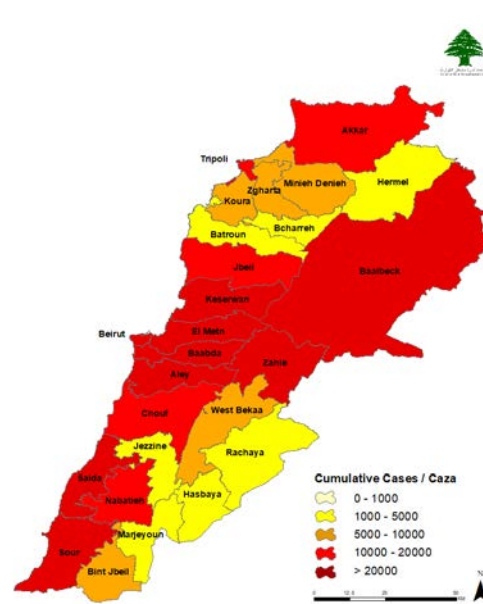 Akkar
Tripoli
Hermel
Minieh Denieh
Zgharta
Koura
Bcharreh
Batroun
Jbeil
Baalbeck
Keserwan
El Metn
Beirut
Baabda
Zahle
Aley
Chouf
West Bekaa
Jezzine
Rachaya
Saida
Nabatieh
Hasbaya
Marjeyoun
Sour
Bint Jbeil
Cumulative Cases / Caza
0 - 1000
1000 - 5000
5000 - 10000
10000 - 20000
> 20000
N